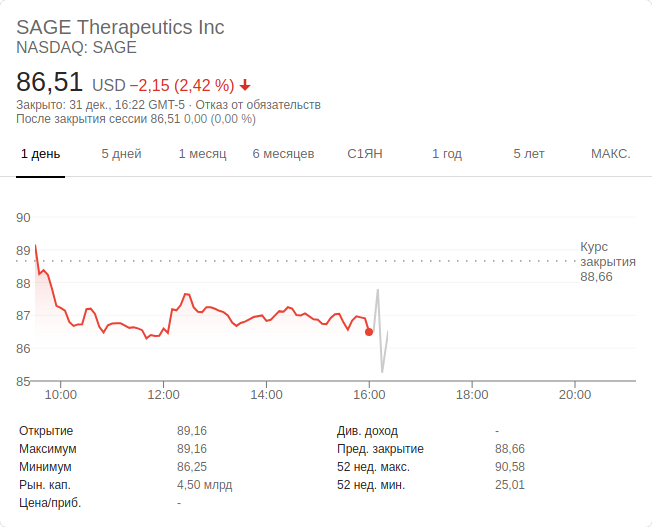 SAGE Therapeutics Inc
NASDAQ: SAGE
86,51 USD −2,15 (2,42 %)
Закрыто: 31 дек., 16:22 GMT-5 · Отказ от обязательств
После закрытия сессии 86,51 0,00 (0,00 %)
1 день 5 дней 1 месяц 6 месяцев С1ЯН 1 год 5 лет МАКС.
90
89
88
87
86
85
Курс
закрытия
88,66
10:00 12:00 14:00 16:00 18:00 20:00
Открытие 89,16 Див. доход -
Максимум 89,16 Пред. закрытие 88,66
Минимум 86,25 52 нед. макс. 90,58
Рын. кап. 4,50 млрд 52 нед. мин. 25,01
Цена/приб. -